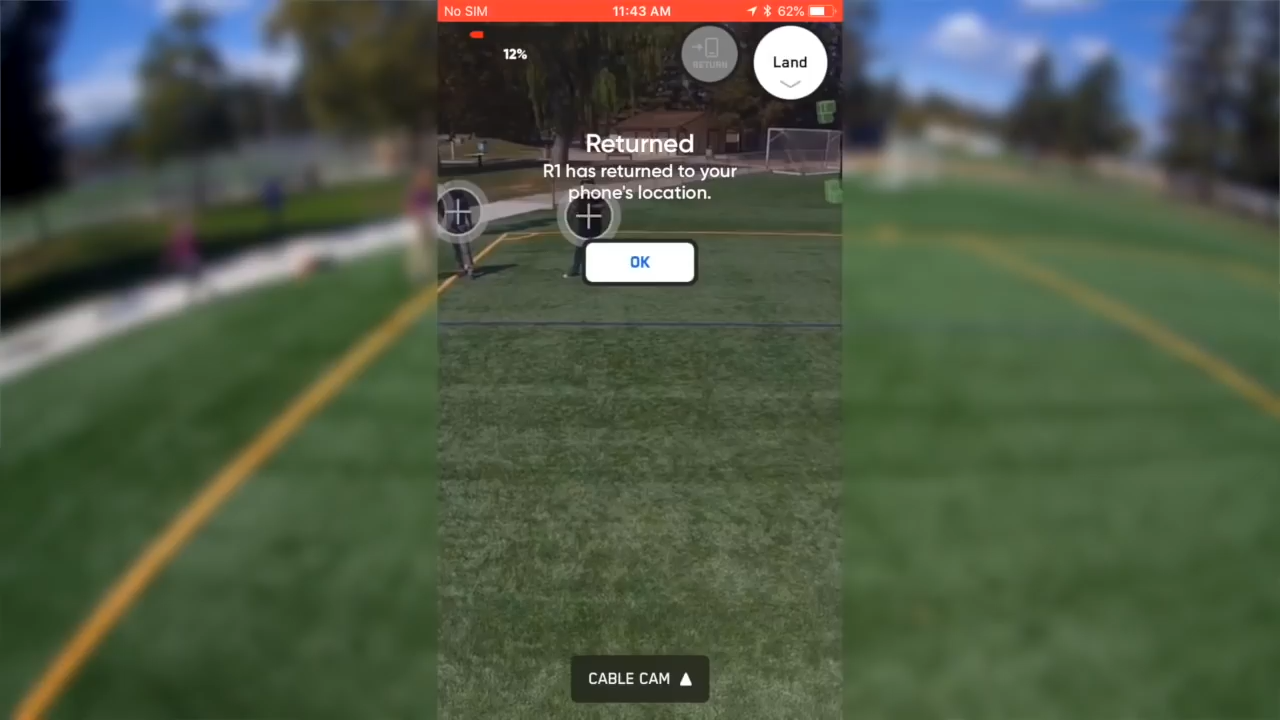 No SIM
11:43 AM
62%
12%
RETURN
Land
Returned
R1 has returned to your
phone's location.
OK
CABLE CAM